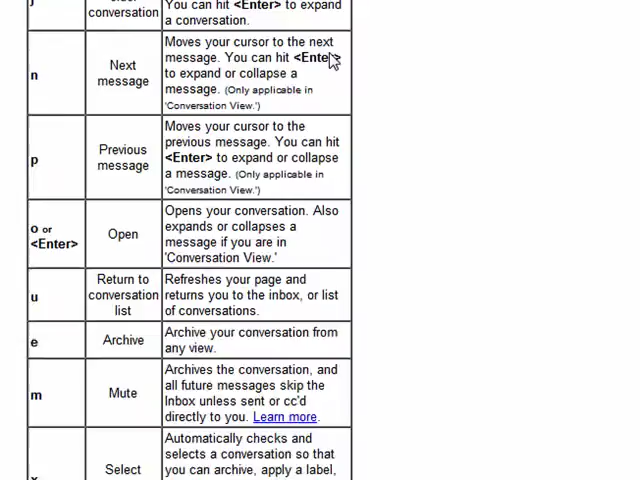 You can hit <Enter> to expand
conversation
a conversation.
n
Next
message
Moves your cursor to the next
message. You can hit <Enter>
to expand or collapse a
message. (Only applicable in
'Conversation View.')
p
Previous
message
Moves your cursor to the
previous message. You can hit
<Enter> to expand or collapse
a message. (Only applicable in
'Conversation View.')
o or
<Enter>
Open
Opens your conversation. Also
expands or collapses a
message if you are in
'Conversation View.'
u
Return to
conversation
list
Refreshes your page and
returns you to the inbox, or list
of conversations.
e
Archive
Archive your conversation from
any view.
m
Mute
Archives the conversation, and
all future messages skip the
Inbox unless sent or cc'd
directly to you. Learn more.
Select
Automatically checks and
selects a conversation so that
you can archive, apply a label,